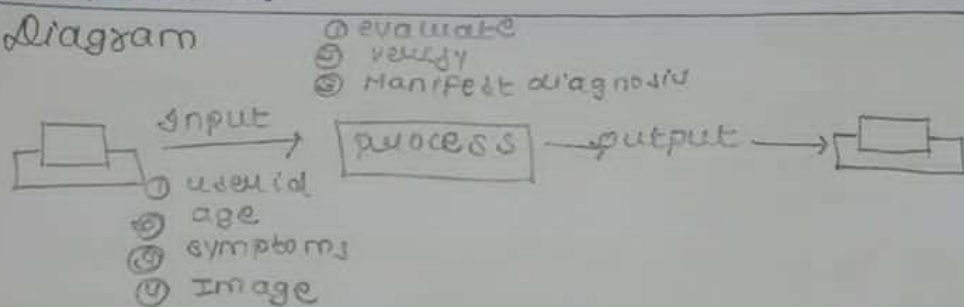 Diagram
① evaluate
② verify
③ Manifest diagnosis
Input
process
output
① userid
② age
③ symptoms
④ Image